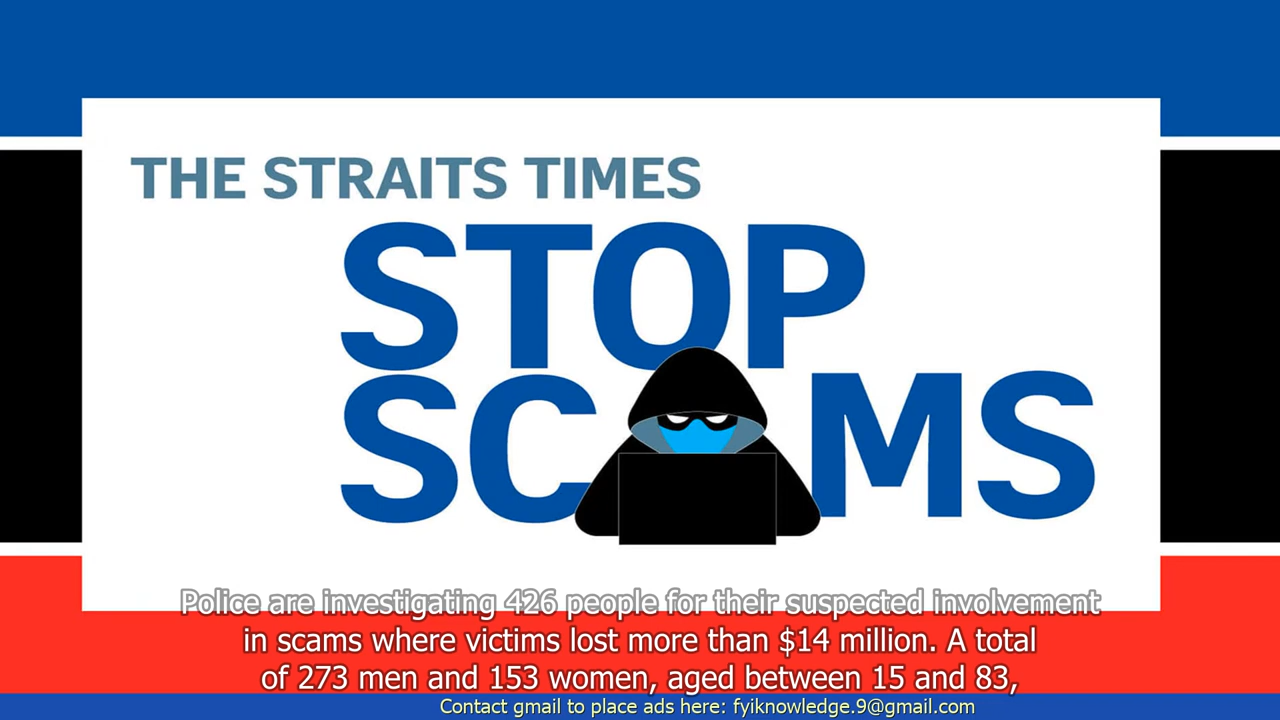 THE STRAITS TIMES
STOP
SCAMS
Police are investigating 426 people for their suspected involvement
in scams where victims lost more than $14 million. A total
of 273 men and 153 women, aged between 15 and 83,
Contact gmail to place ads here: fyiknowledge.9@gmail.com